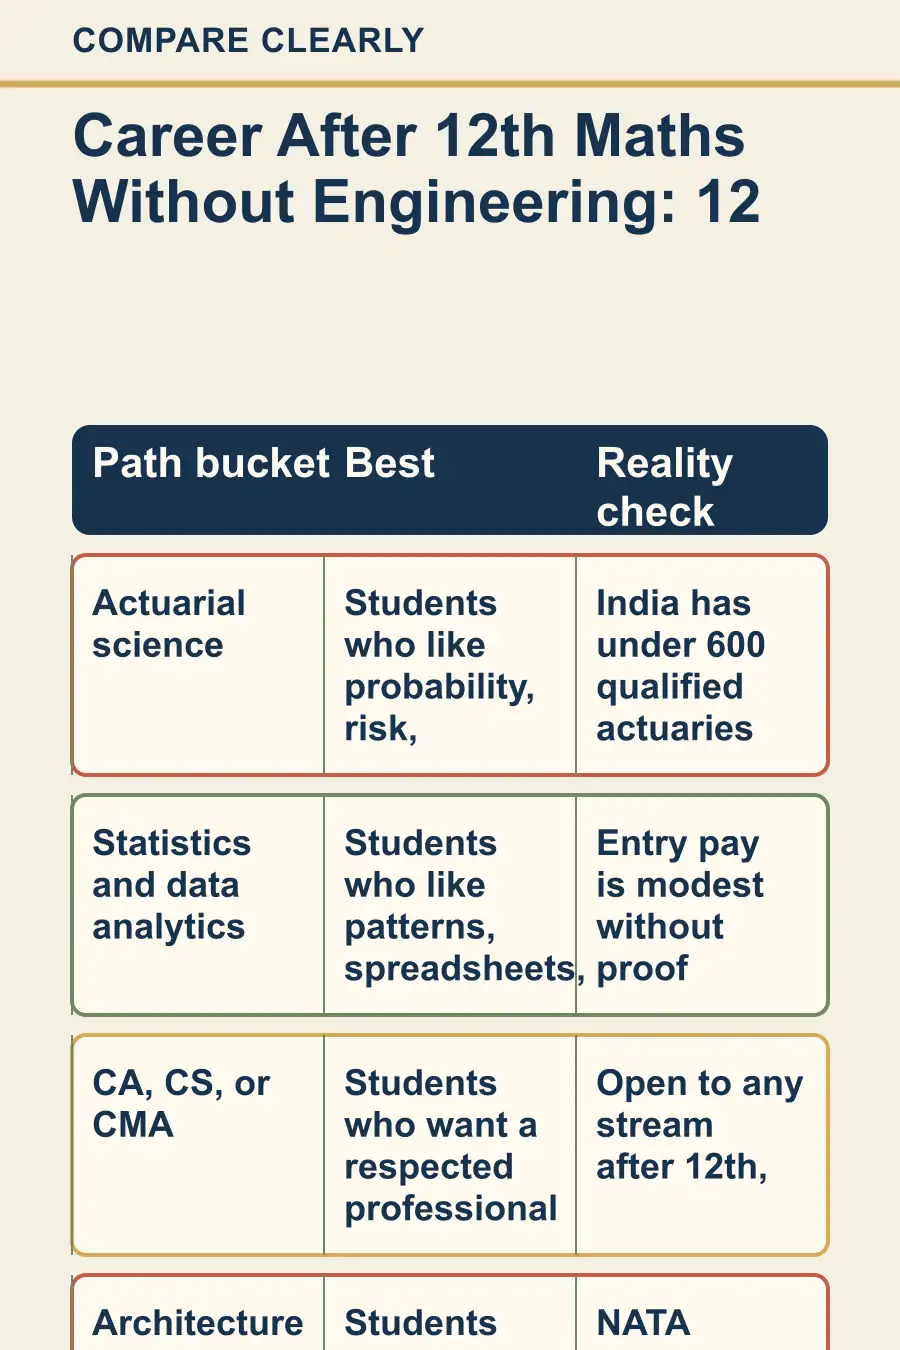 COMPARE CLEARLY
Career After 12th Maths
Without Engineering: 12
Path bucket Best Reality
check
Actuarial
science
Students
who like
probability,
risk,
India has
under 600
qualified
actuaries
Statistics
and data
analytics
Students
who like
patterns,
spreadsheets,
Entry pay
is modest
without
proof
CA, CS, or
CMA
Students
who want a
respected
professional
Open to any
stream
after 12th,
Architecture
Students
NATA